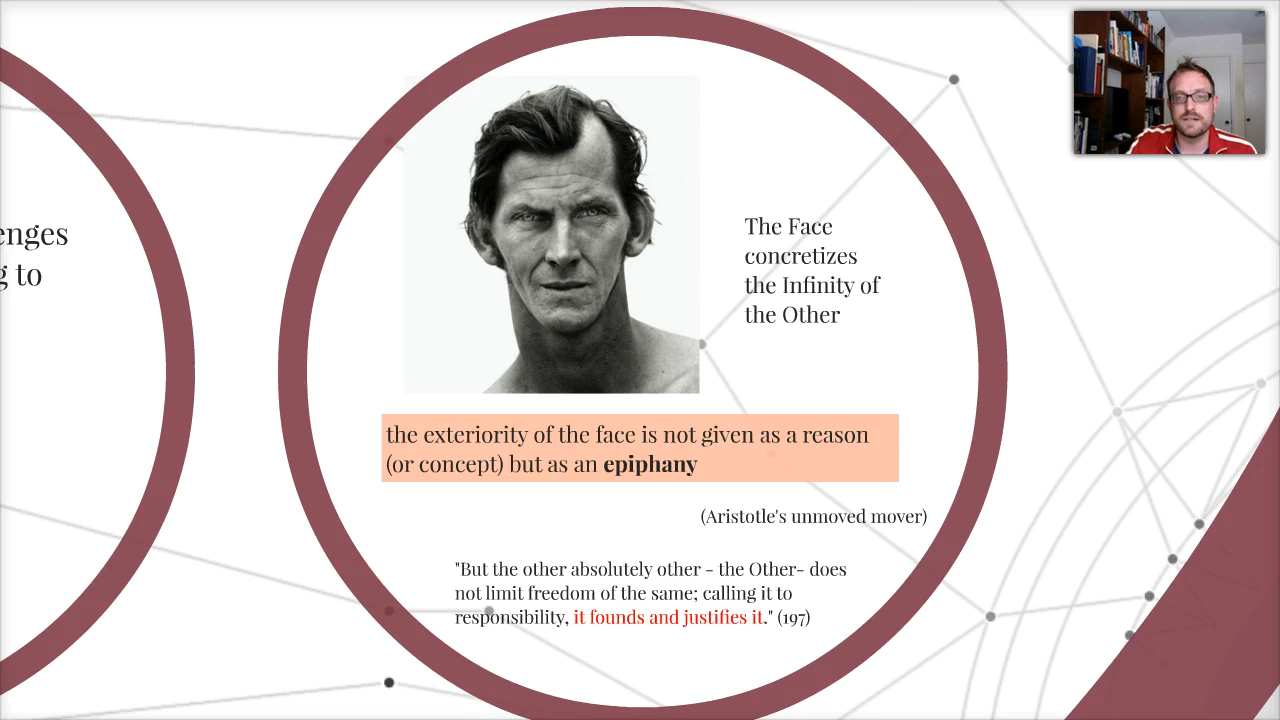 enges
g to
The Face
concretizes
the Infinity of
the Other
the exteriority of the face is not given as a reason
(or concept) but as an epiphany
(Aristotle's unmoved mover)
"But the other absolutely other - the Other- does
not limit freedom of the same; calling it to
responsibility, it founds and justifies it." (197)